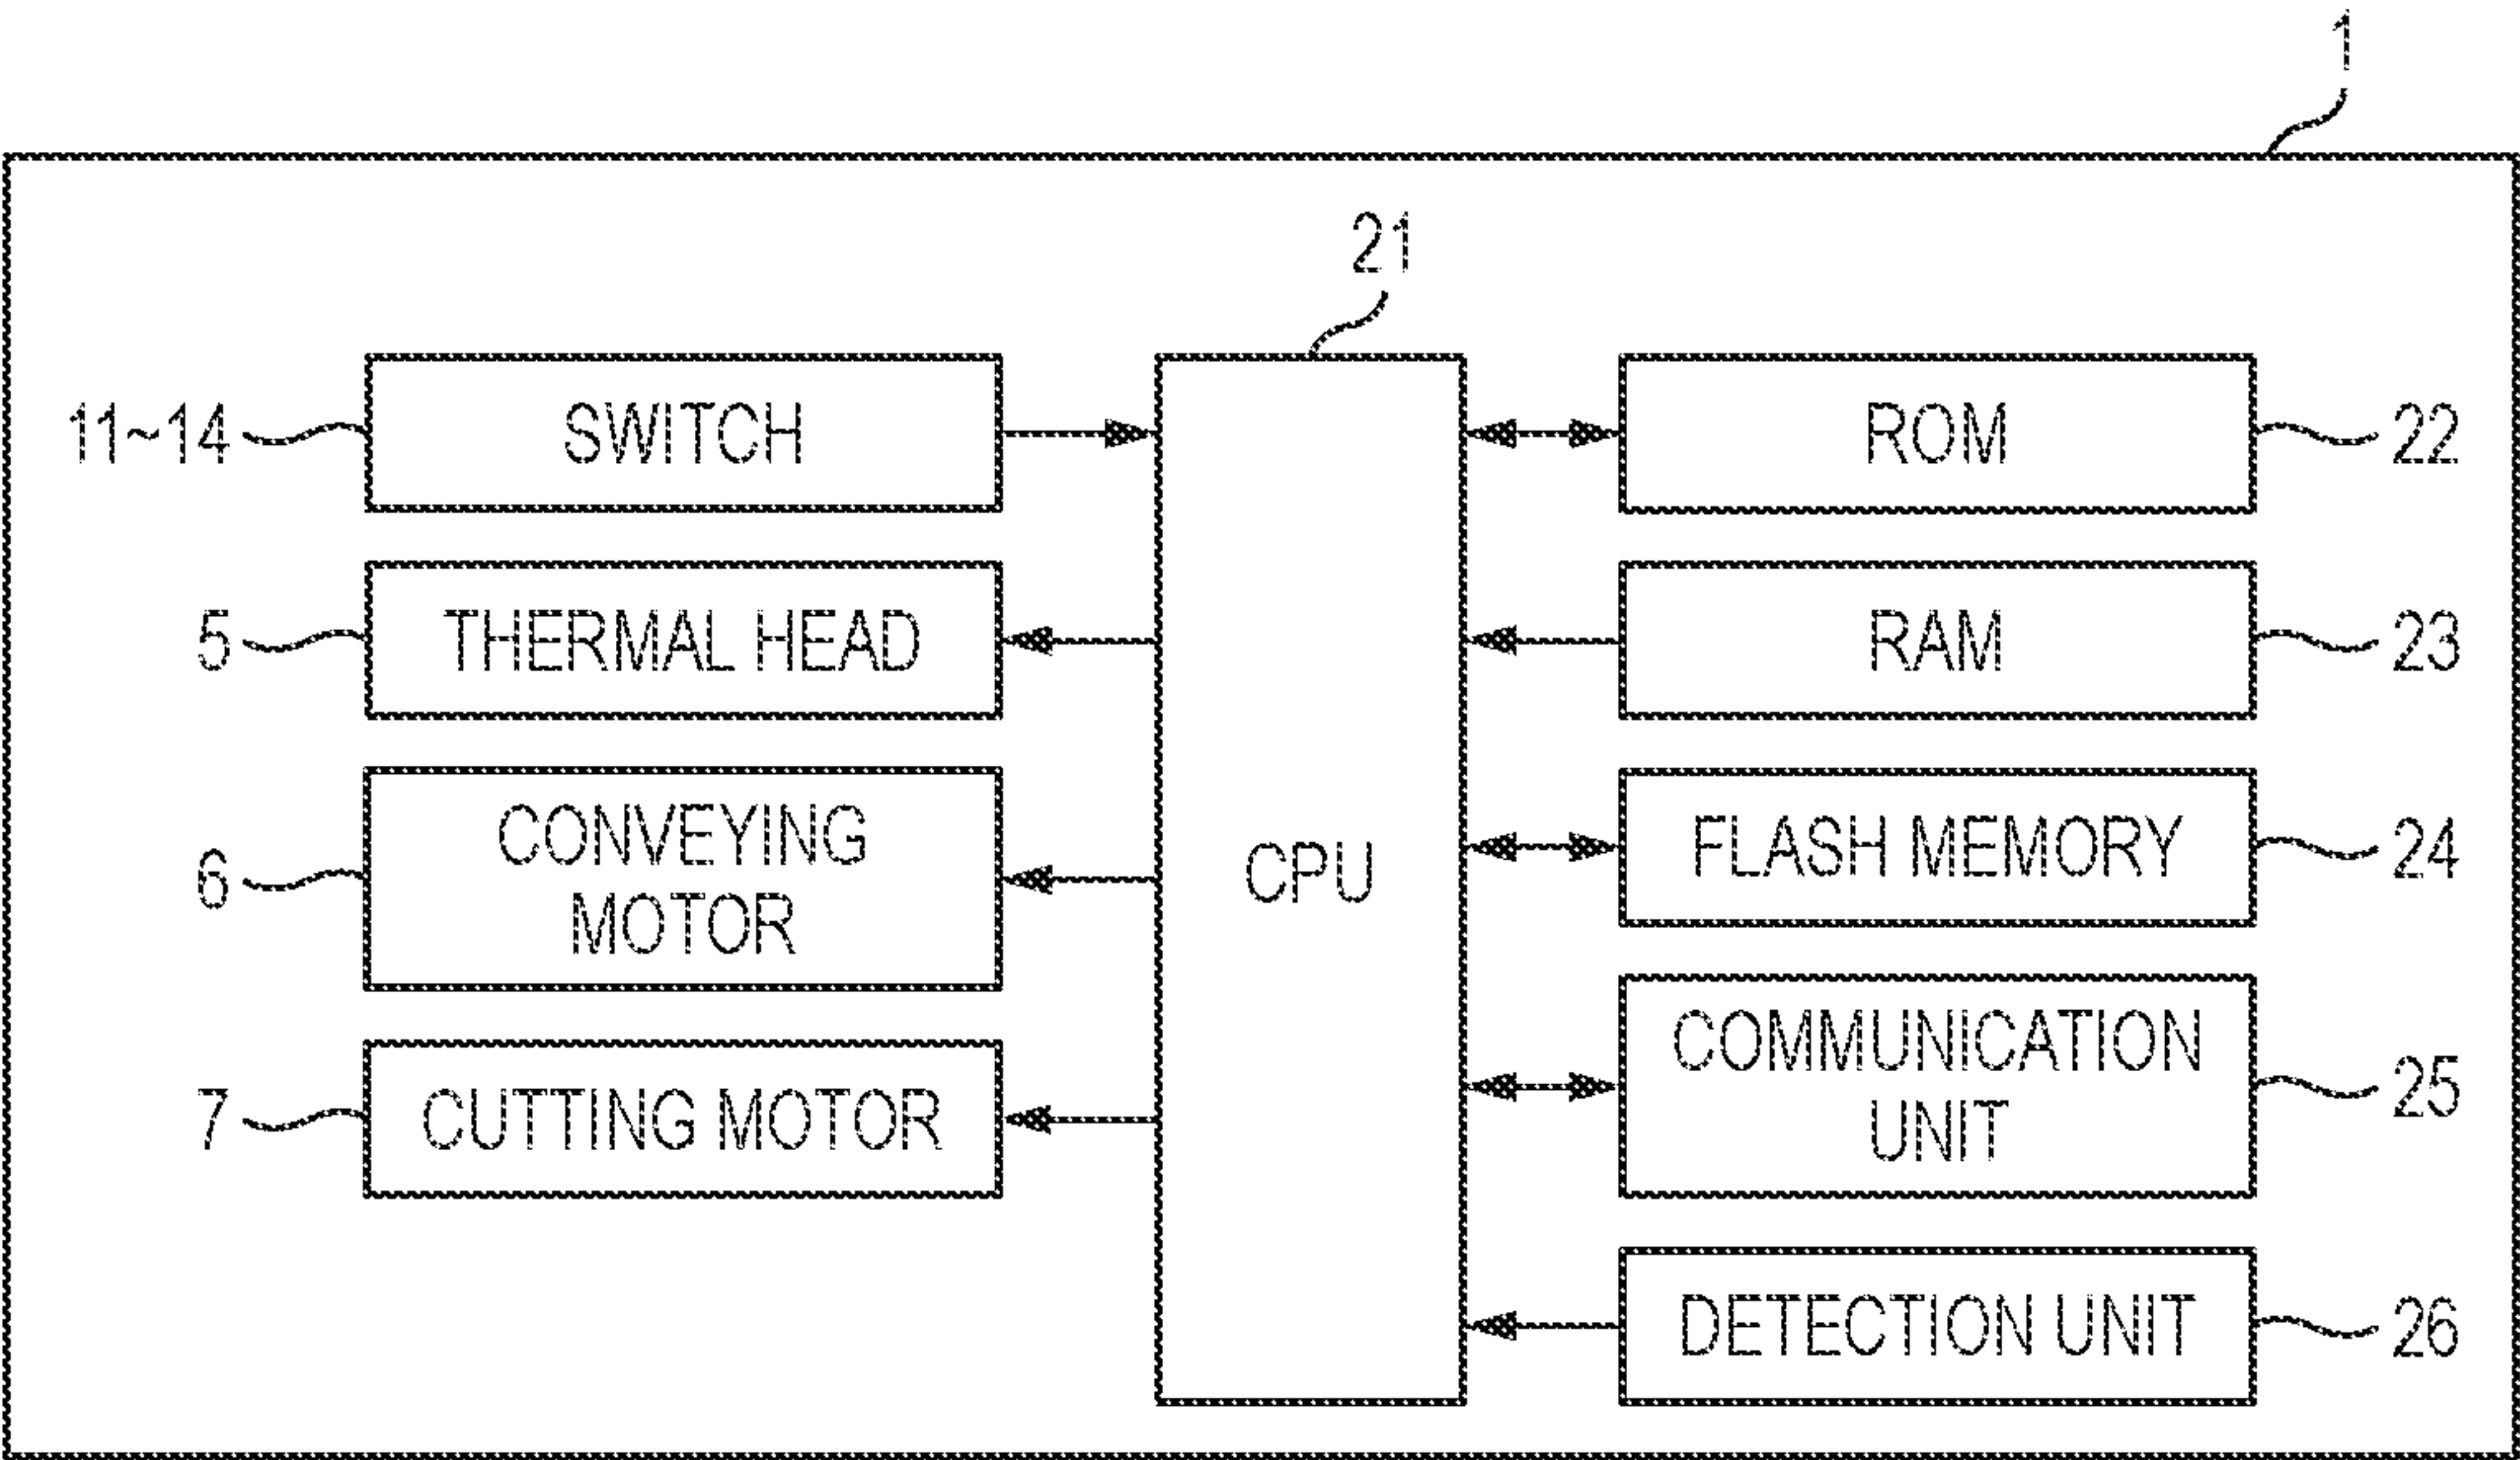 1
21
11~14 SWITCH
ROM 22
5 THERMAL HEAD
RAM 23
6 CONVEYING
MOTOR
CPU
FLASH MEMORY 24
7 CUTTING MOTOR
COMMUNICATION
UNIT 25
DETECTION UNIT 26